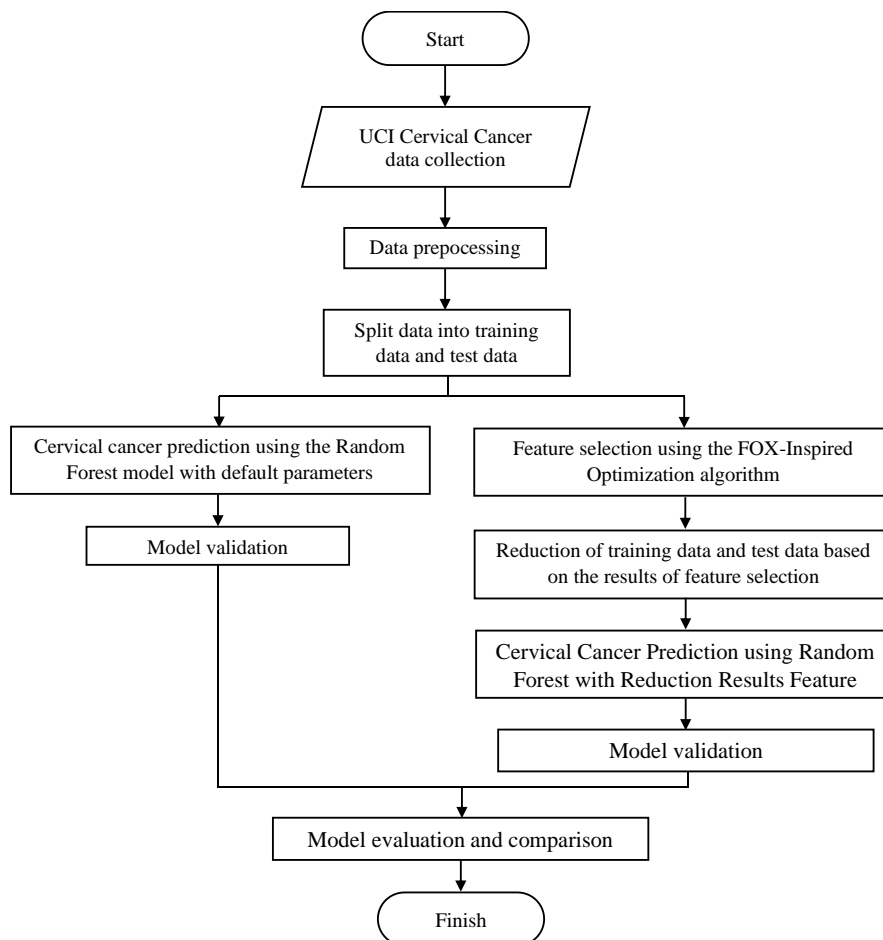 Start
UCI Cervical Cancer
data collection
Data prepocessing
Split data into training
data and test data
Cervical cancer prediction using the Random
Forest model with default parameters
Model validation
Feature selection using the FOX-Inspired
Optimization algorithm
Reduction of training data and test data based
on the results of feature selection
Cervical Cancer Prediction using Random
Forest with Reduction Results Feature
Model validation
Model evaluation and comparison
Finish